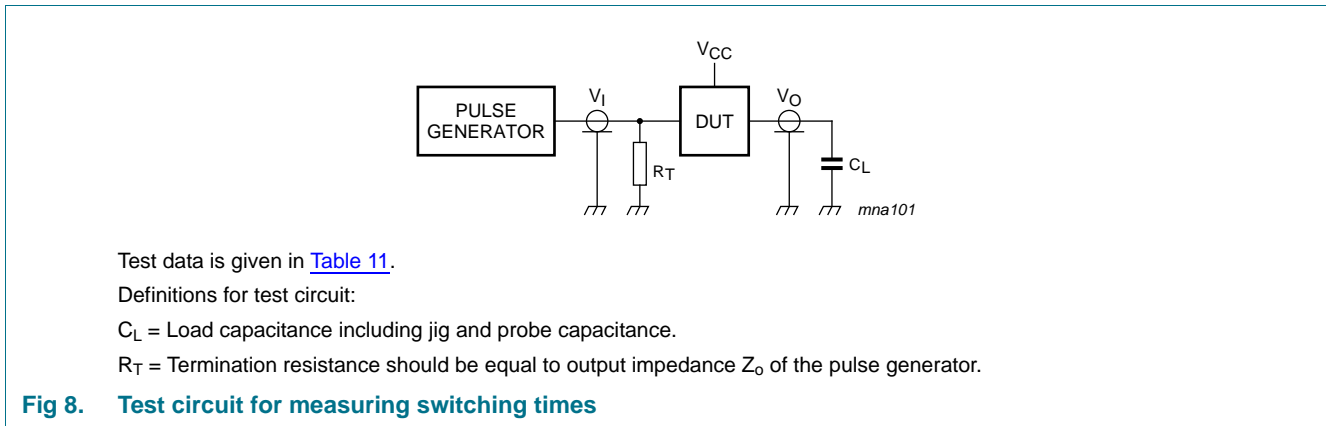 VCC
PULSE
GENERATOR
VI
DUT
VO
RT
CL
mna101
Test data is given in Table 11.
Definitions for test circuit:
CL = Load capacitance including jig and probe capacitance.
RT = Termination resistance should be equal to output impedance Zo of the pulse generator.
Fig 8. Test circuit for measuring switching times